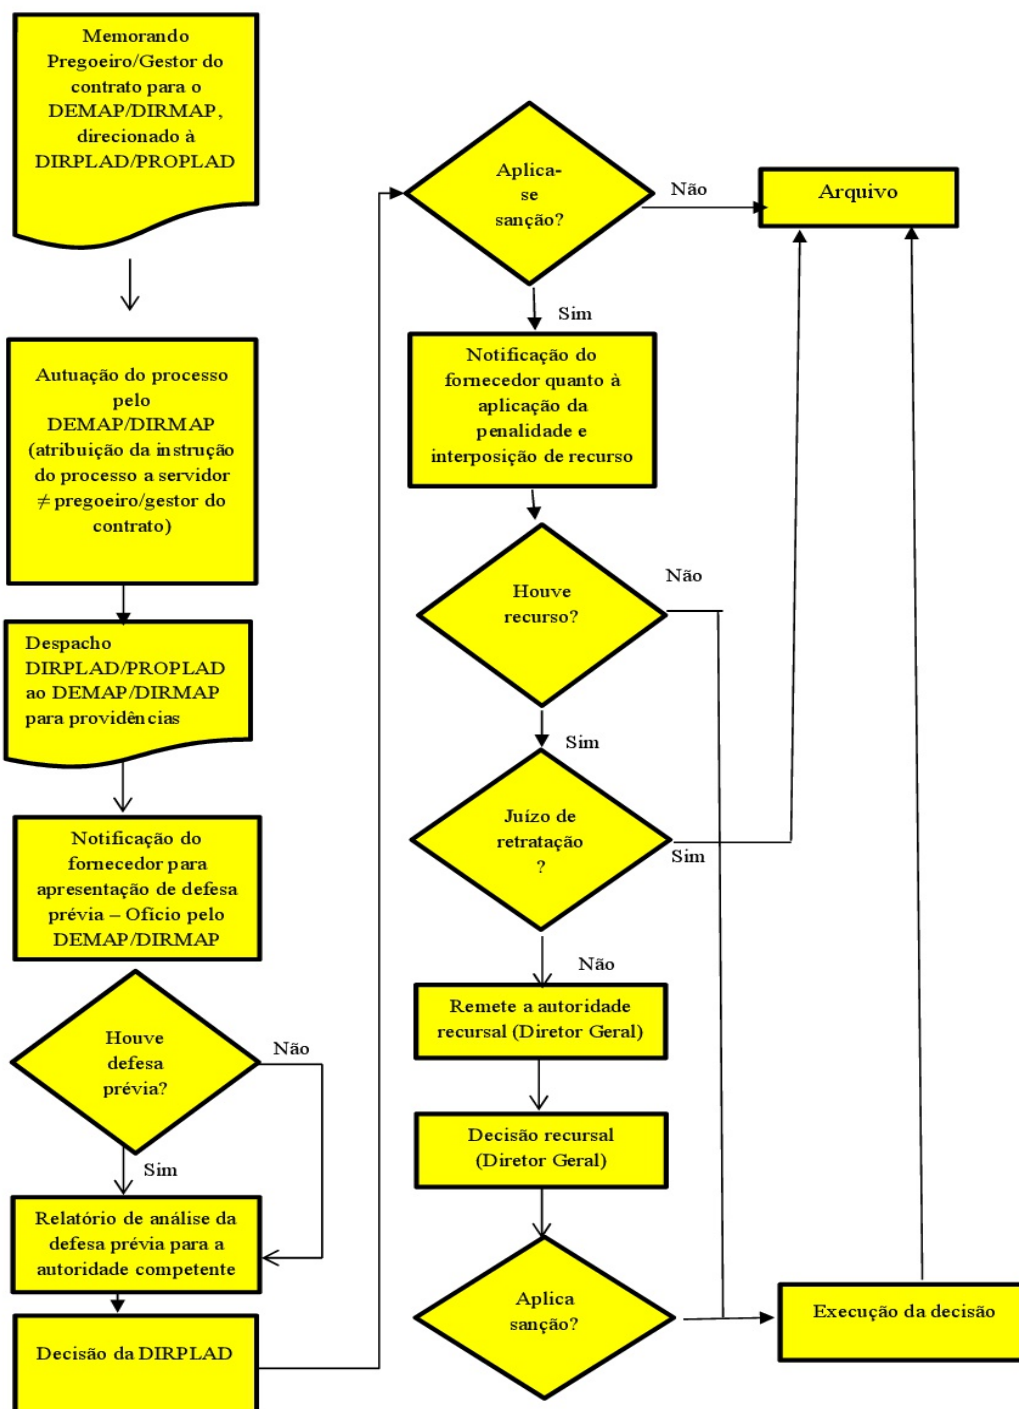 Memorando
Pregoeiro/Gestor do
contrato para o
DEMAP/DIRMAP,
direcionado à
DIRPLAD/PROPLAD
Autuação do processo
pelo
DEMAP/DIRMAP
(atribuição da instrução
do processo a servidor
≠ pregoeiro/gestor do
contrato)
Despacho
DIRPLAD/PROPLAD
ao DEMAP/DIRMAP
para providências
Notificação do
fornecedor para
apresentação de defesa
prévia – Ofício pelo
DEMAP/DIRMAP
Houve
defesa
prévia?
Não
Sim
Relatório de análise da
defesa prévia para a
autoridade competente
Decisão da DIRPLAD
Aplica-
se
sanção?
Não
Arquivo
Sim
Notificação do
fornecedor quanto à
aplicação da
penalidade e
interposição de recurso
Houve
recurso?
Não
Sim
Juízo de
retratação
?
Sim
Não
Remete a autoridade
recursal (Diretor Geral)
Decisão recursal
(Diretor Geral)
Aplica
sanção?
Execução da decisão